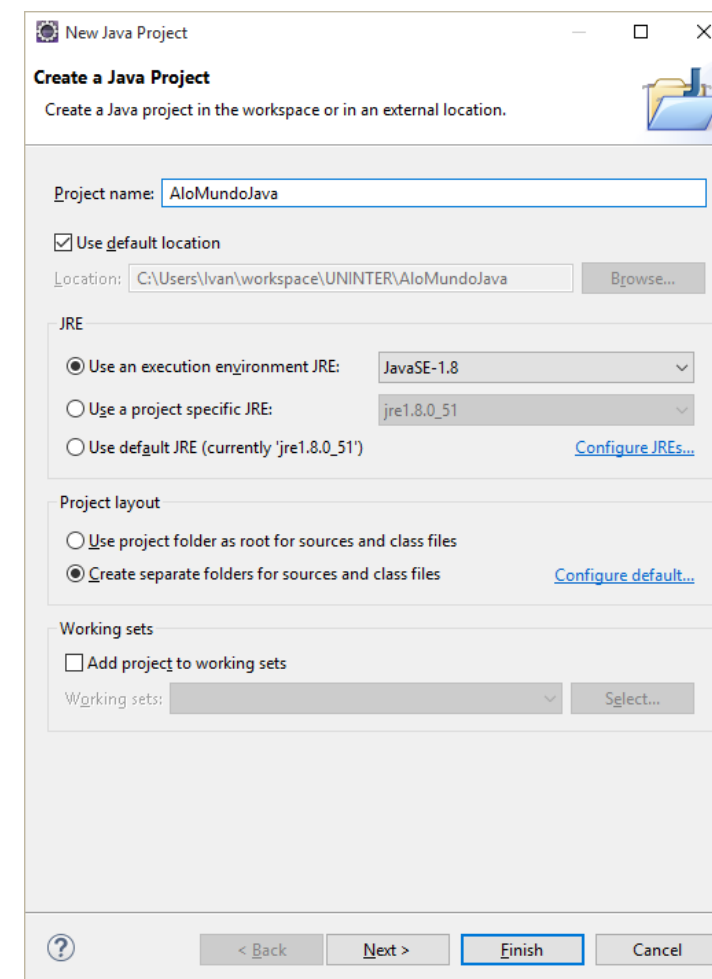 New Java Project
Create a Java Project
Create a Java project in the workspace or in an external location.
Project name: AloMundoJava
Use default location
Location: C:\Users\Ivan\workspace\UNINTER\AloMundoJava Browse...
JRE
Use an execution environment JRE: JavaSE-1.8
Use a project specific JRE: jre1.8.0_51
Use default JRE (currently 'jre1.8.0_51') Configure JREs...
Project layout
Use project folder as root for sources and class files
Create separate folders for sources and class files Configure default...
Working sets
Add project to working sets
Working sets: Select...
? < Back Next > Finish Cancel